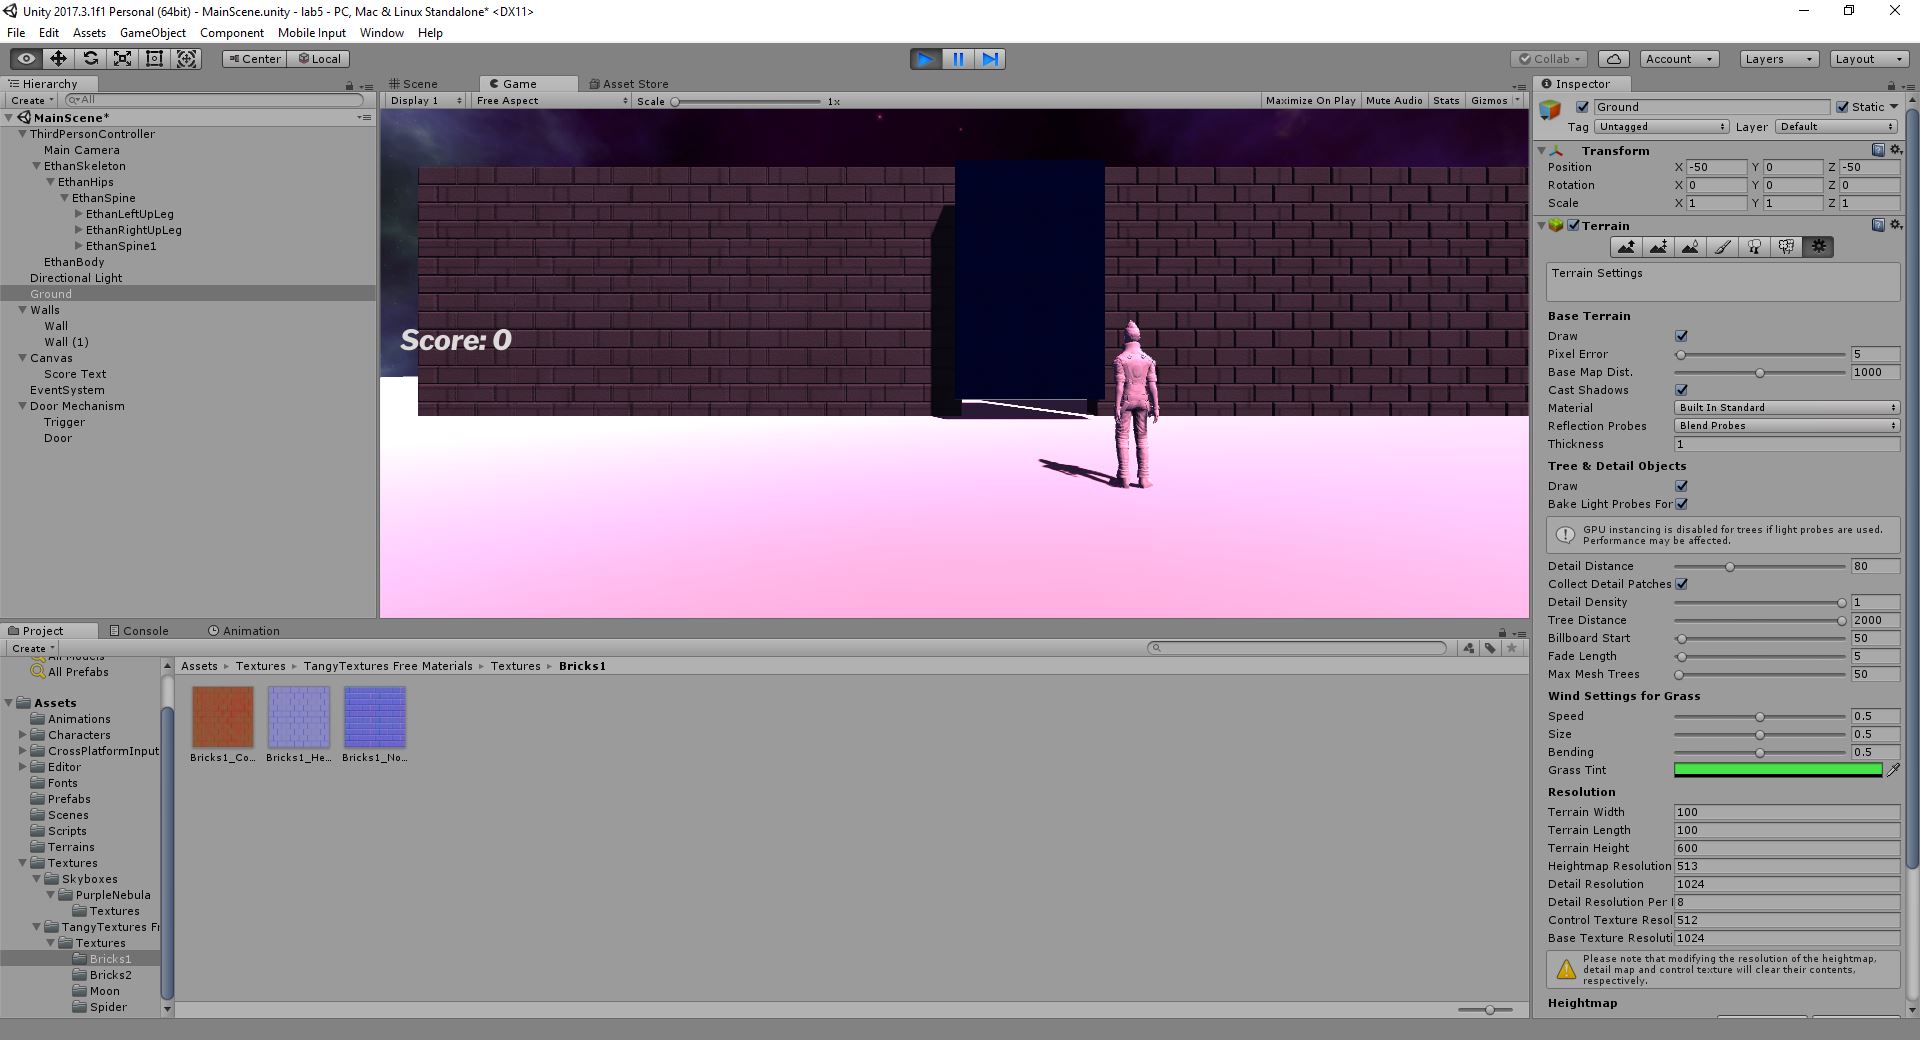 Unity 2017.3.1f1 Personal (64bit) - MainScene.unity - lab5 - PC, Mac & Linux Standalone* <DX11>
File Edit Assets GameObject Component Mobile Input Window Help
Center Local Collab Account Layers Layout
Hierarchy
Create All
MainScene*
ThirdPersonController
Main Camera
EthanSkeleton
EthanHips
EthanSpine
EthanLeftUpLeg
EthanRightUpLeg
EthanSpine1
EthanBody
Directional Light
Ground
Walls
Wall
Wall (1)
Canvas
Score Text
EventSystem
Door Mechanism
Trigger
Door
Scene Game Asset Store
Display 1 Free Aspect Scale 1x Maximize On Play Mute Audio Stats Gizmos
Score: 0
Project Console Animation
Create
All Models
All Prefabs
Assets
Animations
Characters
CrossPlatformInput
Editor
Fonts
Prefabs
Scenes
Scripts
Terrains
Textures
Skyboxes
PurpleNebula
Textures
TangyTextures Fr
Textures
Bricks1
Bricks2
Moon
Spider
Assets ▸ Textures ▸ TangyTextures Free Materials ▸ Textures ▸ Bricks1
Bricks1_Co... Bricks1_He... Bricks1_No...
Inspector
Ground Static
Tag Untagged Layer Default
Transform
Position X -50 Y 0 Z -50
Rotation X 0 Y 0 Z 0
Scale X 1 Y 1 Z 1
Terrain
Terrain Settings
Base Terrain
Draw
Pixel Error 5
Base Map Dist. 1000
Cast Shadows
Material Built In Standard
Reflection Probes Blend Probes
Thickness 1
Tree & Detail Objects
Draw
Bake Light Probes For
GPU instancing is disabled for trees if light probes are used.
Performance may be affected.
Detail Distance 80
Collect Detail Patches
Detail Density 1
Tree Distance 2000
Billboard Start 50
Fade Length 5
Max Mesh Trees 50
Wind Settings for Grass
Speed 0.5
Size 0.5
Bending 0.5
Grass Tint
Resolution
Terrain Width 100
Terrain Length 100
Terrain Height 600
Heightmap Resolution 513
Detail Resolution 1024
Detail Resolution Per 8
Control Texture Resol 512
Base Texture Resoluti 1024
Please note that modifying the resolution of the heightmap,
detail map and control texture will clear their contents,
respectively.
Heightmap